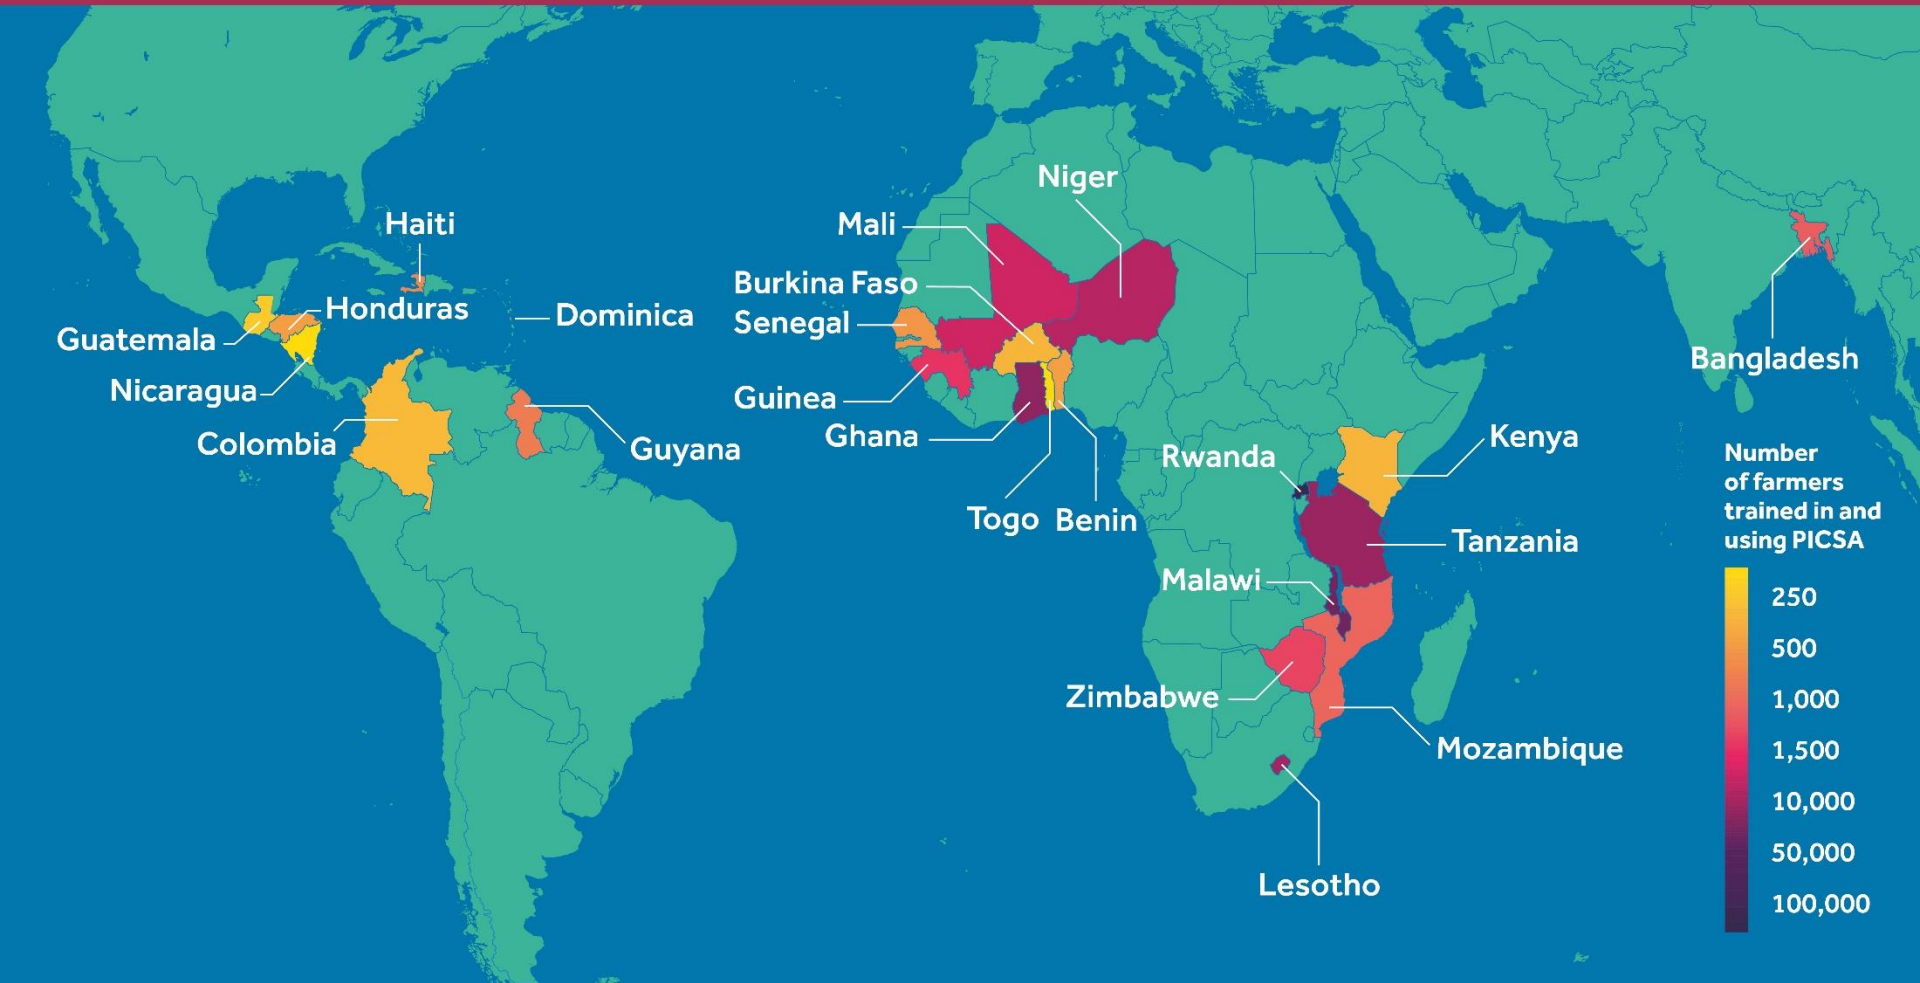 Niger
Haiti
Mali
Burkina Faso
Honduras
Dominica
Senegal
Guatemala
Bangladesh
Nicaragua
Guinea
Ghana
Kenya
Colombia
Guyana
Rwanda
Togo
Benin
Tanzania
Malawi
Zimbabwe
Mozambique
Lesotho
Number
of farmers
trained in and
using PICSA
250
500
1,000
1,500
10,000
50,000
100,000